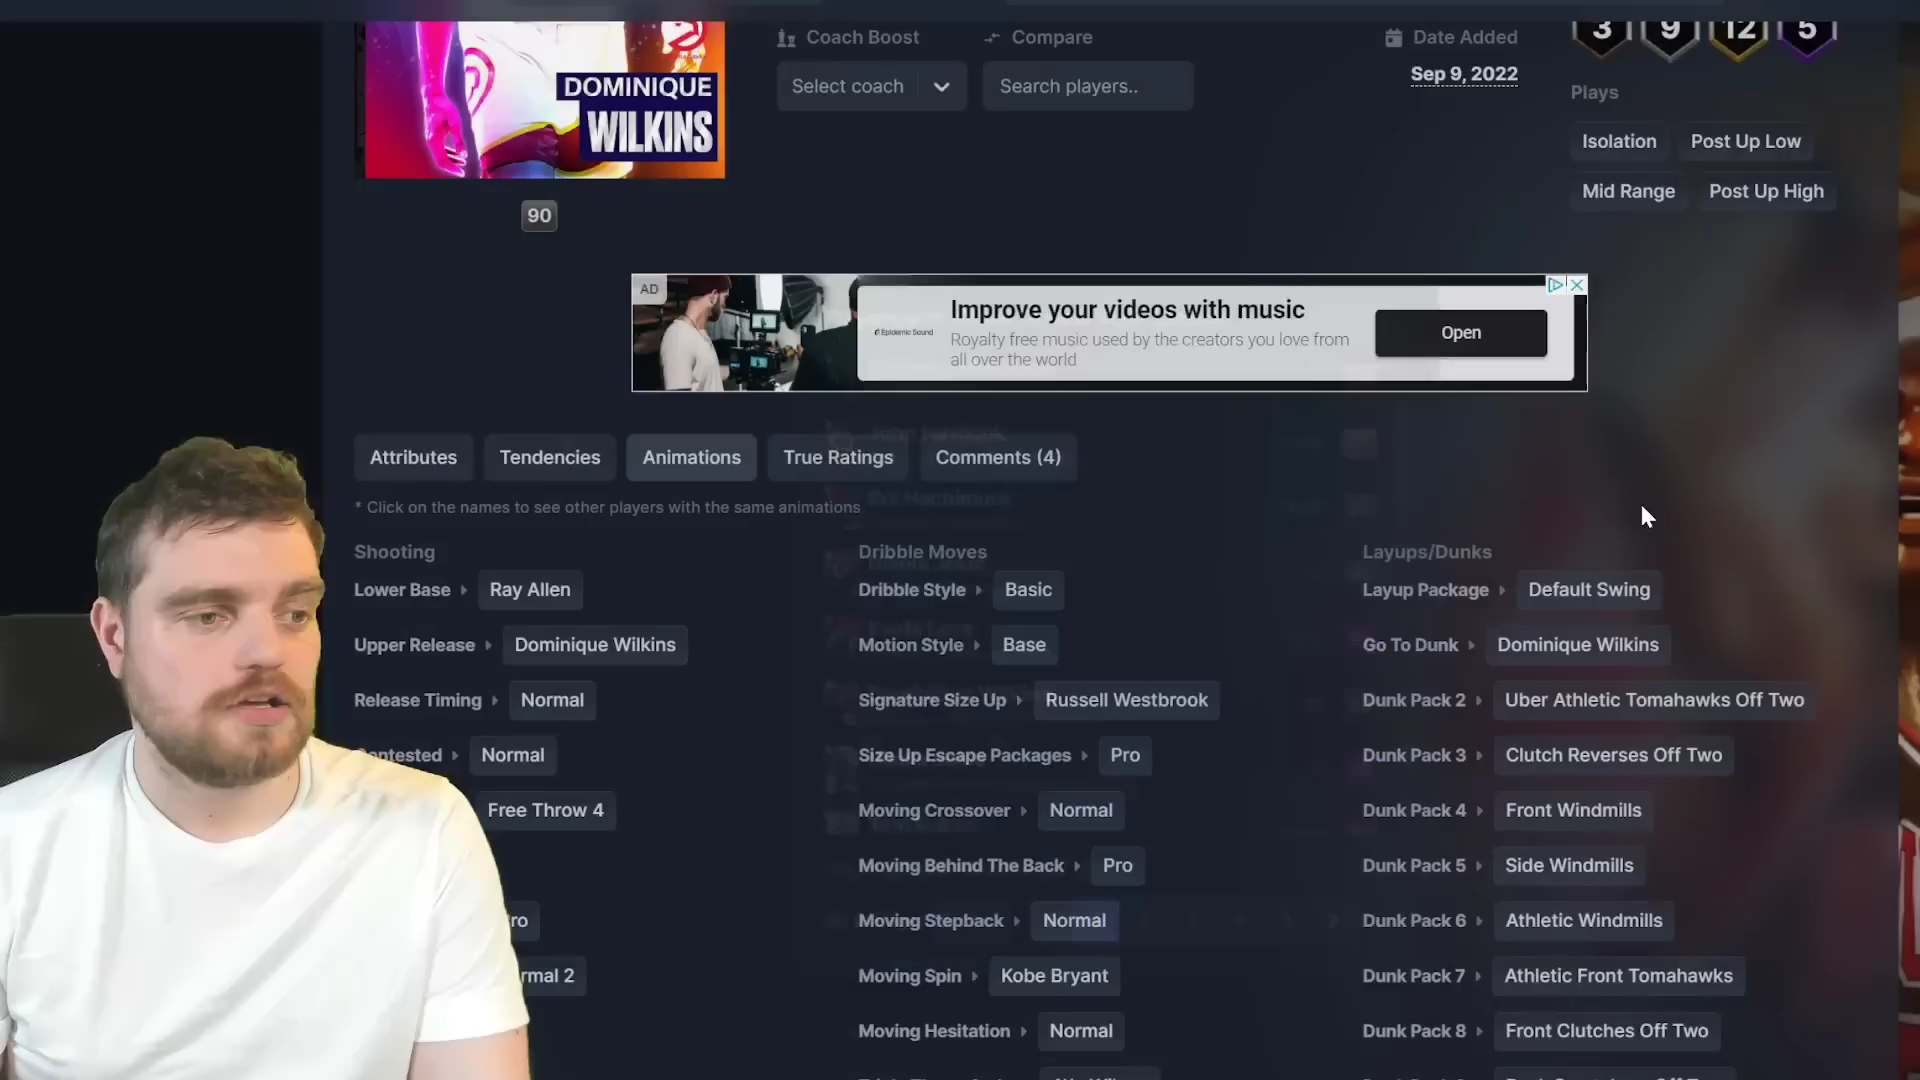 DOMINIQUE
WILKINS
90
Coach Boost
Select coach
Compare
Search players..
Date Added
Sep 9, 2022
3 9 12 5
Plays
Isolation
Post Up Low
Mid Range
Post Up High
AD
Epidemic Sound
Improve your videos with music
Royalty free music used by the creators you love from
all over the world
Open
Attributes
Tendencies
Animations
True Ratings
Comments (4)
* Click on the names to see other players with the same animations
Shooting
Lower Base Ray Allen
Upper Release Dominique Wilkins
Release Timing Normal
ontested Normal
Free Throw 4
ro
rmal 2
Dribble Moves
Dribble Style Basic
Motion Style Base
Signature Size Up Russell Westbrook
Size Up Escape Packages Pro
Moving Crossover Normal
Moving Behind The Back Pro
Moving Stepback Normal
Moving Spin Kobe Bryant
Moving Hesitation Normal
Layups/Dunks
Layup Package Default Swing
Go To Dunk Dominique Wilkins
Dunk Pack 2 Uber Athletic Tomahawks Off Two
Dunk Pack 3 Clutch Reverses Off Two
Dunk Pack 4 Front Windmills
Dunk Pack 5 Side Windmills
Dunk Pack 6 Athletic Windmills
Dunk Pack 7 Athletic Front Tomahawks
Dunk Pack 8 Front Clutches Off Two